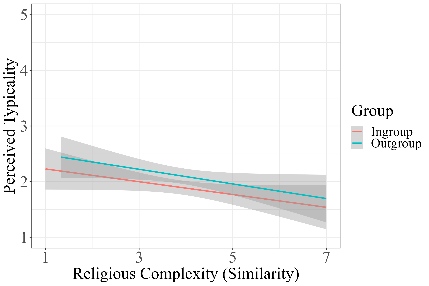 5
4
3
2
1
Perceived Typicality
1 3 5 7
Religious Complexity (Similarity)
Group
Ingroup
Outgroup